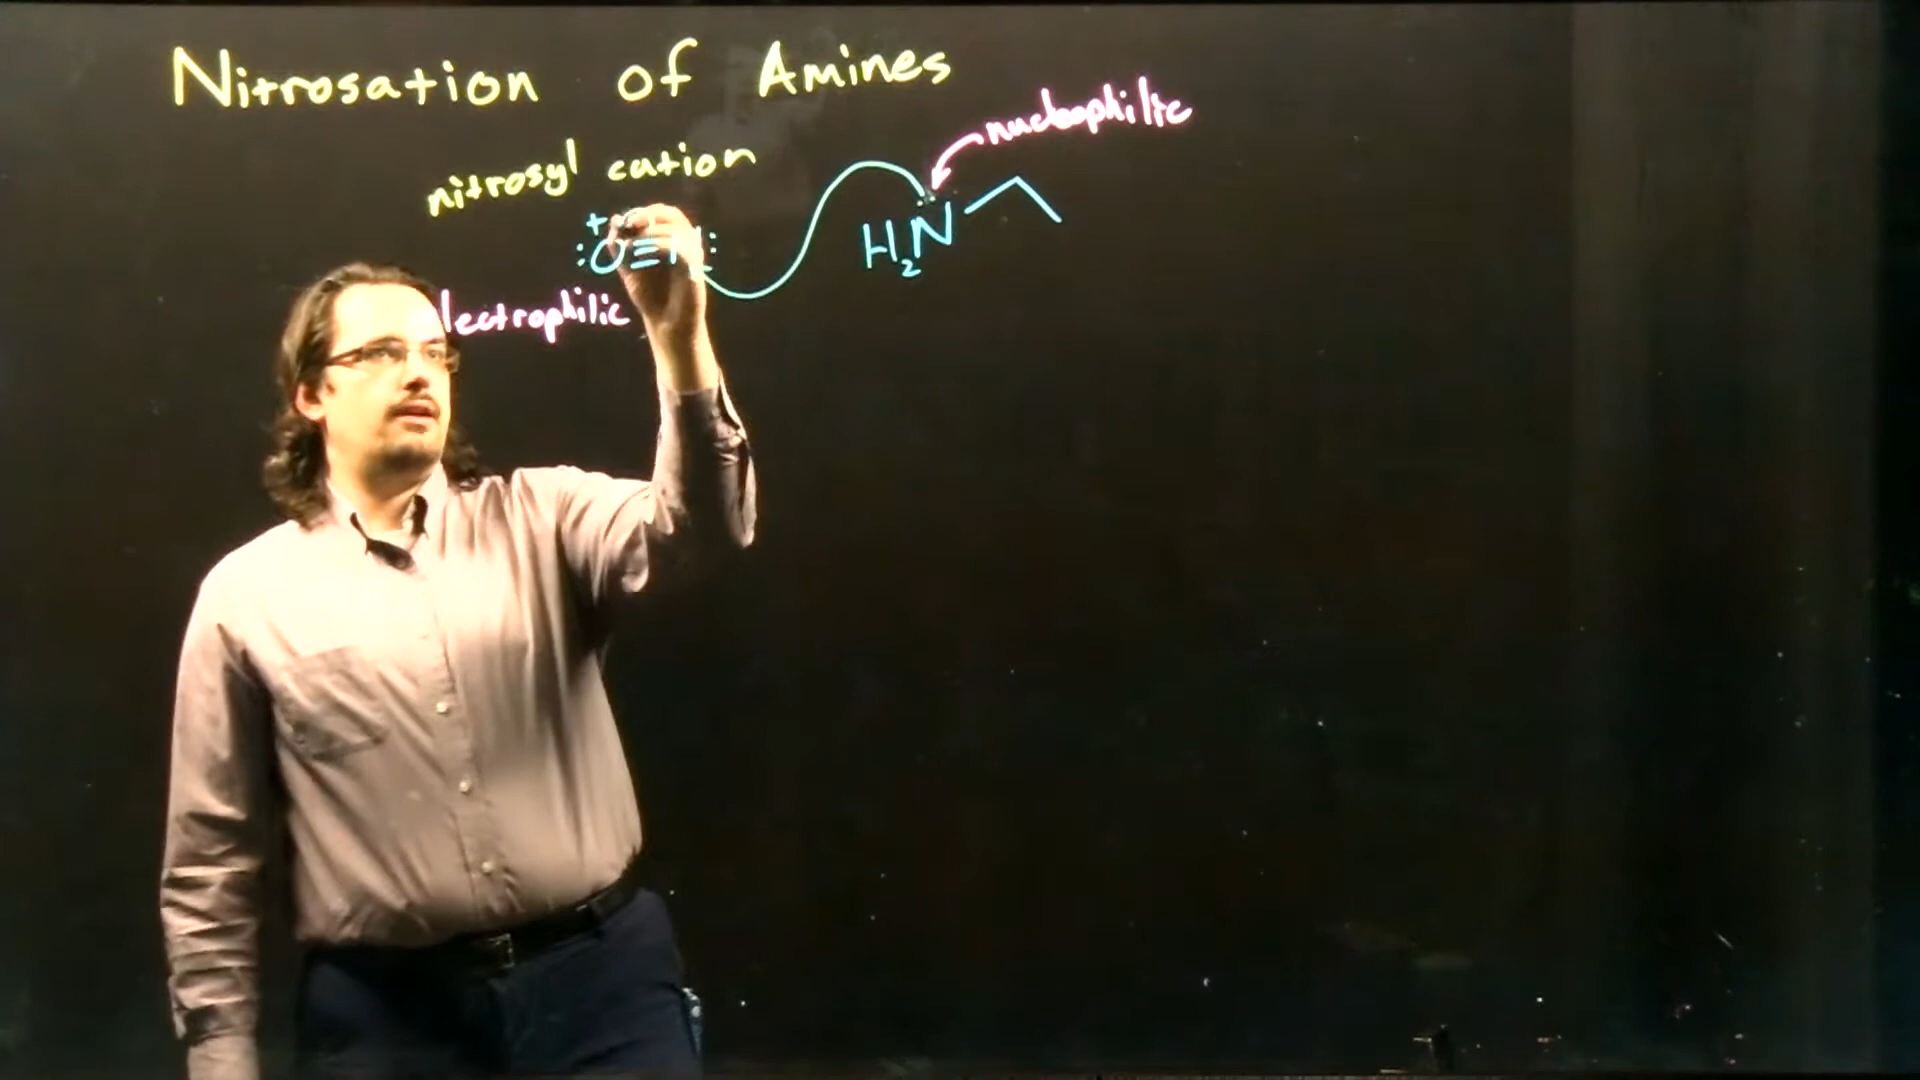 Nitrosation of Amines
nucleophilic
nitrosyl cation
+
:O≡N:
H₂N
lectrophilic